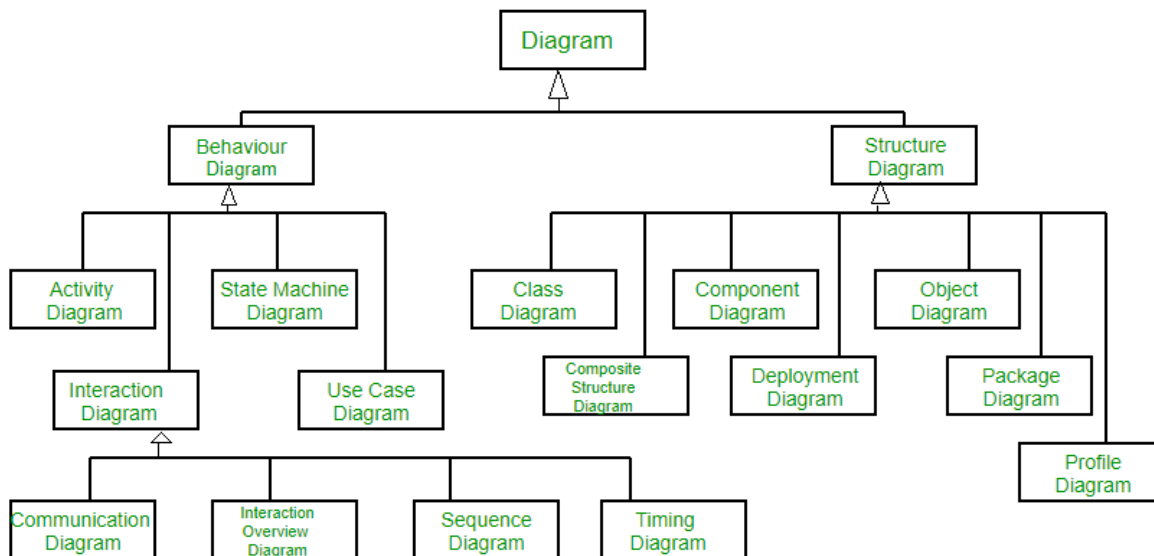 Diagram
Behaviour
Diagram
Structure
Diagram
Activity
Diagram
State Machine
Diagram
Class
Diagram
Component
Diagram
Object
Diagram
Interaction
Diagram
Use Case
Diagram
Composite
Structure
Diagram
Deployment
Diagram
Package
Diagram
Profile
Diagram
Communication
Diagram
Interaction
Overview
Diagram
Sequence
Diagram
Timing
Diagram